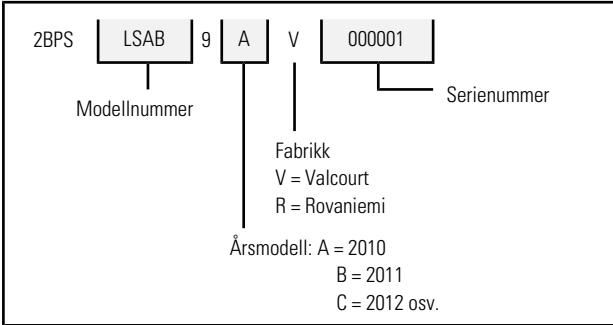 2BPS LSAB 9 A V 000001
Modellnummer
Serienummer
Fabrikk
V = Valcourt
R = Rovaniemi
Årsmodell: A = 2010
B = 2011
C = 2012 osv.